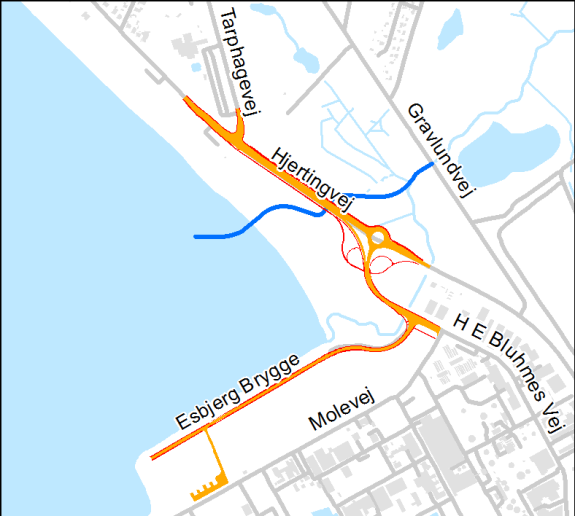 Tarphagevej
Gravlundvej
Hjertingvej
H E Bluhmes Vej
Esbjerg Brygge
Molevej